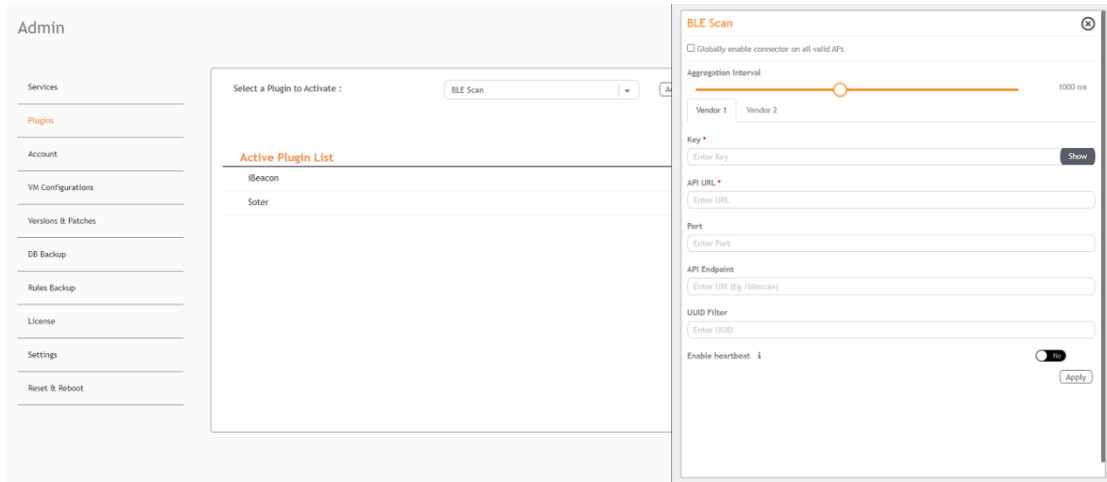 Admin
Services
Plugins
Account
VM Configurations
Versions & Patches
DB Backup
Rules Backup
License
Settings
Reset & Reboot
Select a Plugin to Activate :
BLE Scan
Active Plugin List
iBeacon
Soter
BLE Scan
Globally enable connector on all valid APs
Aggregation Interval
1000 ms
Vendor 1
Vendor 2
Key *
Enter Key
Show
API URL *
Enter URL
Port
Enter Port
API Endpoint
Enter URI (Eg /blescan)
UUID Filter
Enter UUID
Enable heartbeat i
No
Apply